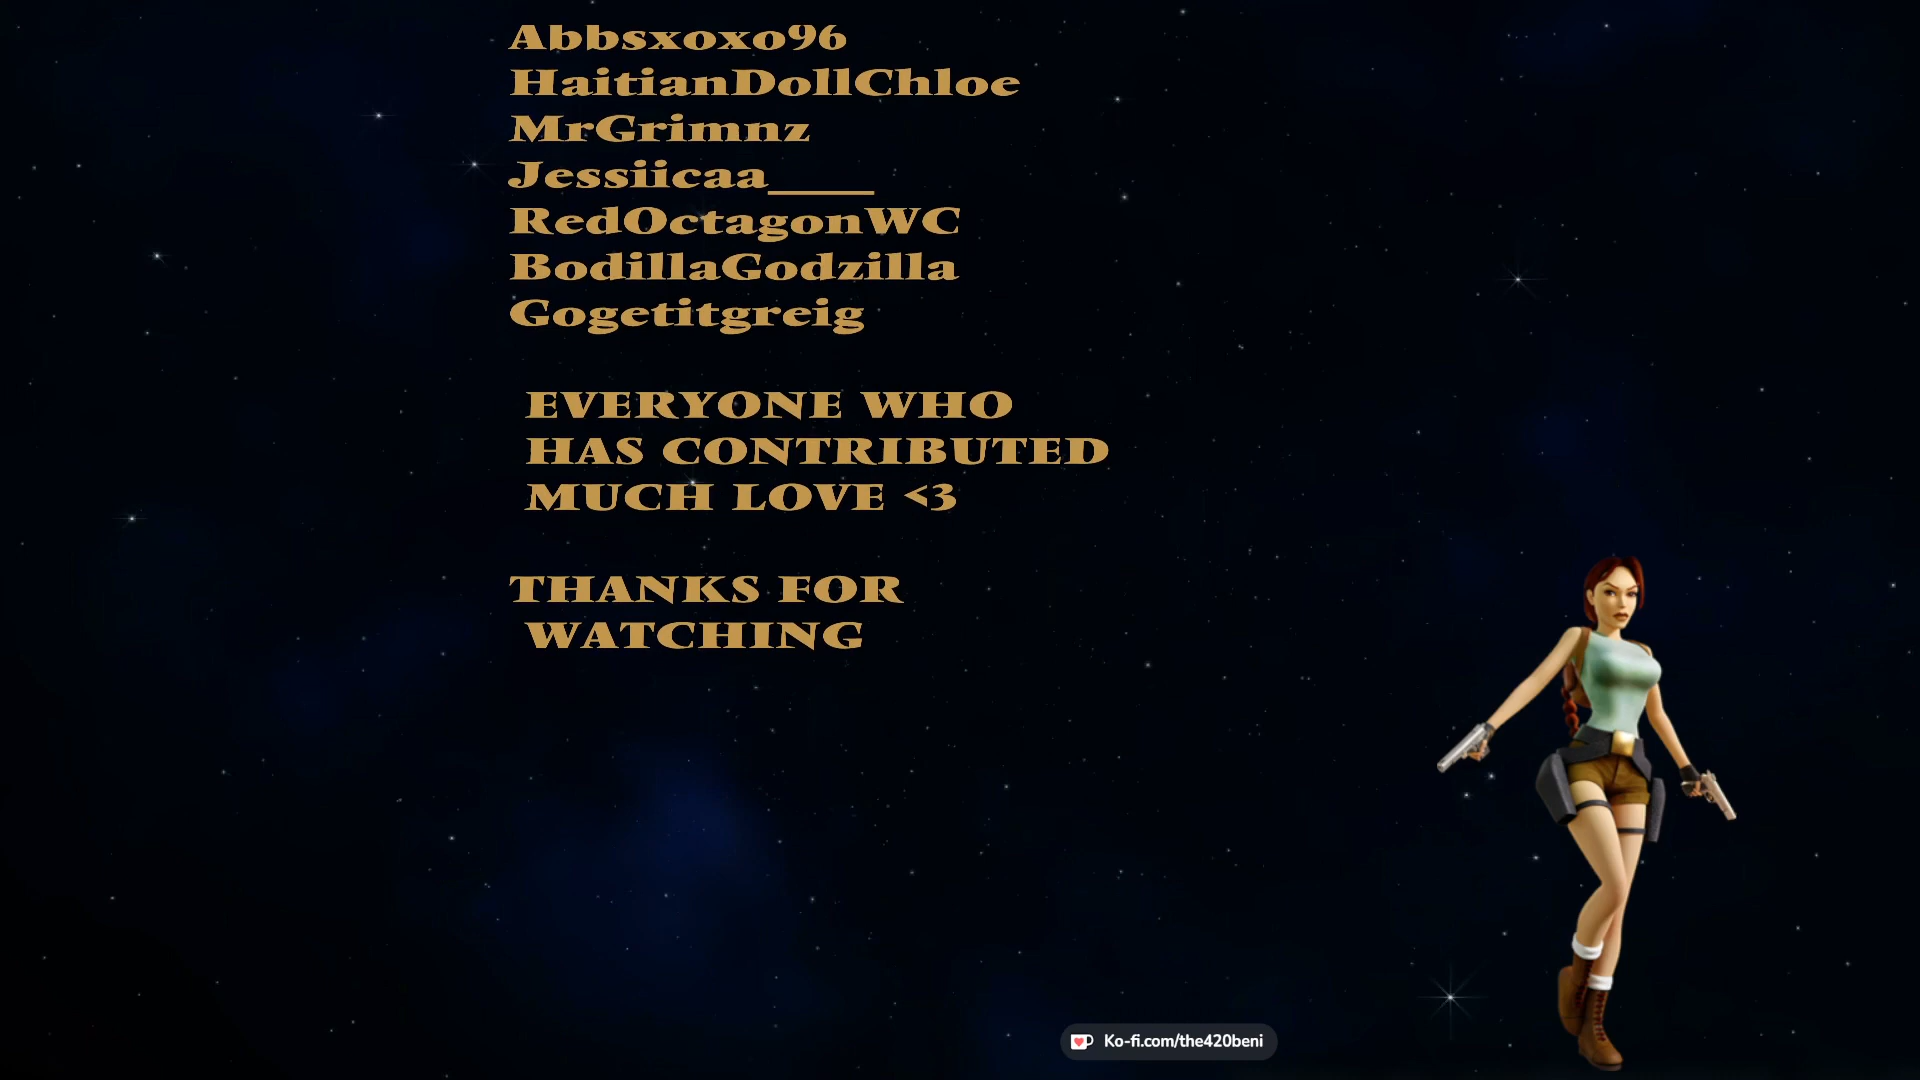 Abbsxoxo96
HaitianDollChloe
MrGrimnz
Jessiicaa____
RedOctagonWC
BodillaGodzilla
Gogetitgreig
EVERYONE WHO
HAS CONTRIBUTED
MUCH LOVE <3
THANKS FOR
WATCHING
Ko-fi.com/the420beni